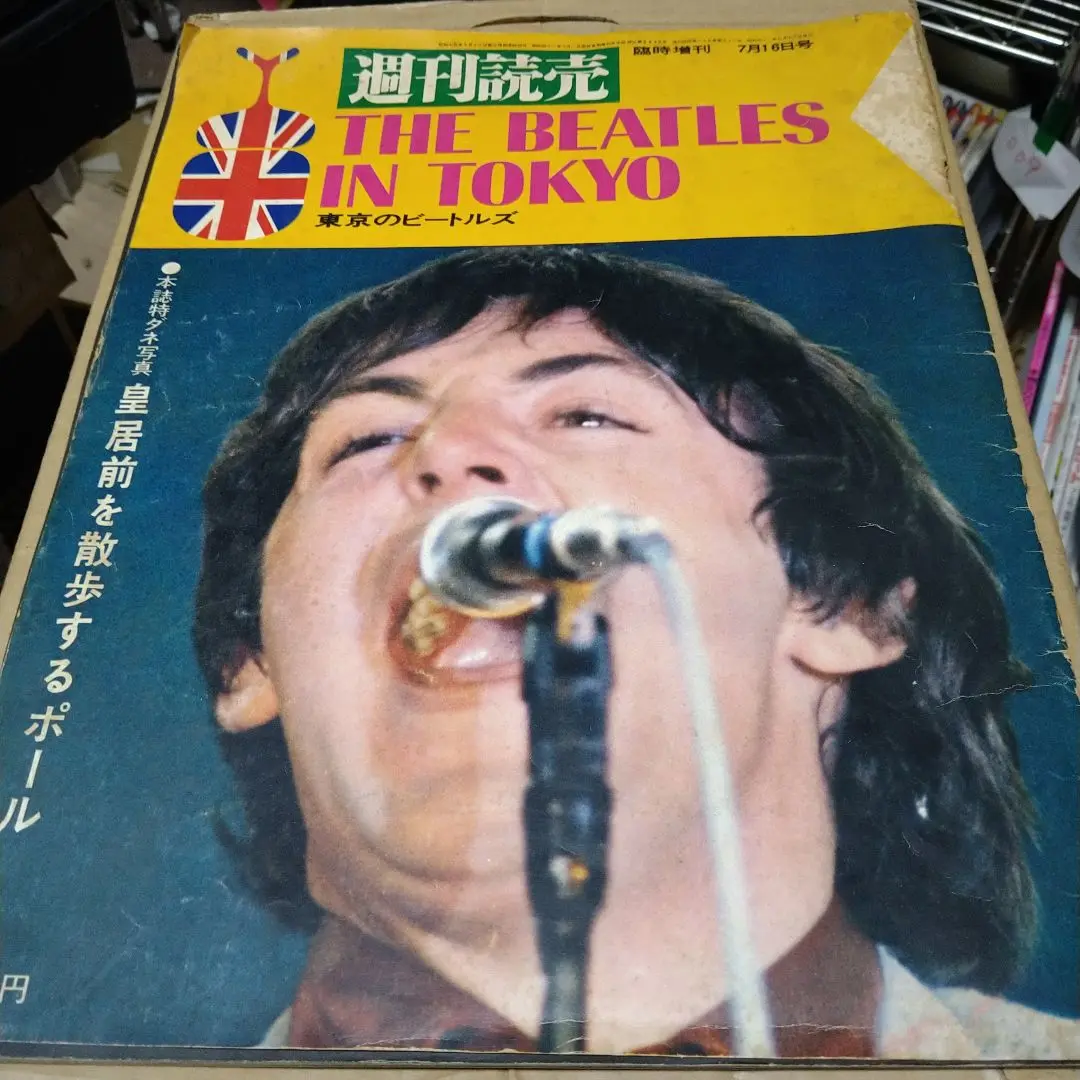 臨時増刊 7月16日号
週刊読売
THE BEATLES
IN TOKYO
東京のビートルズ
●本誌特ダネ写真 皇居前を散歩するポール
円